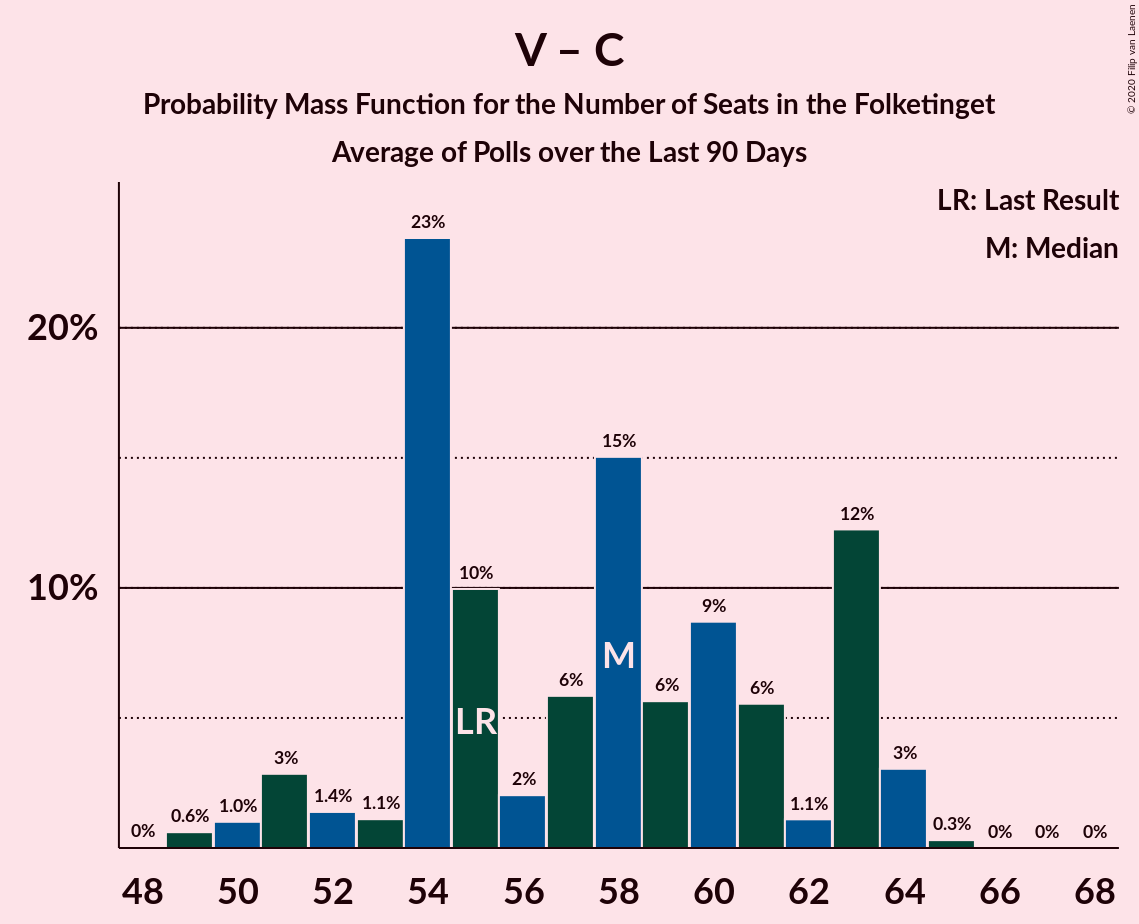 V – C
Probability Mass Function for the Number of Seats in the Folketinget
Average of Polls over the Last 90 Days
© 2020 Filip van Laenen
LR: Last Result
M: Median
20%
10%
0%
0.6%
1.0%
3%
1.4%
1.1%
23%
10%
2%
6%
15%
6%
9%
6%
1.1%
12%
3%
0.3%
0%
0%
0%
LR
M
48 50 52 54 56 58 60 62 64 66 68